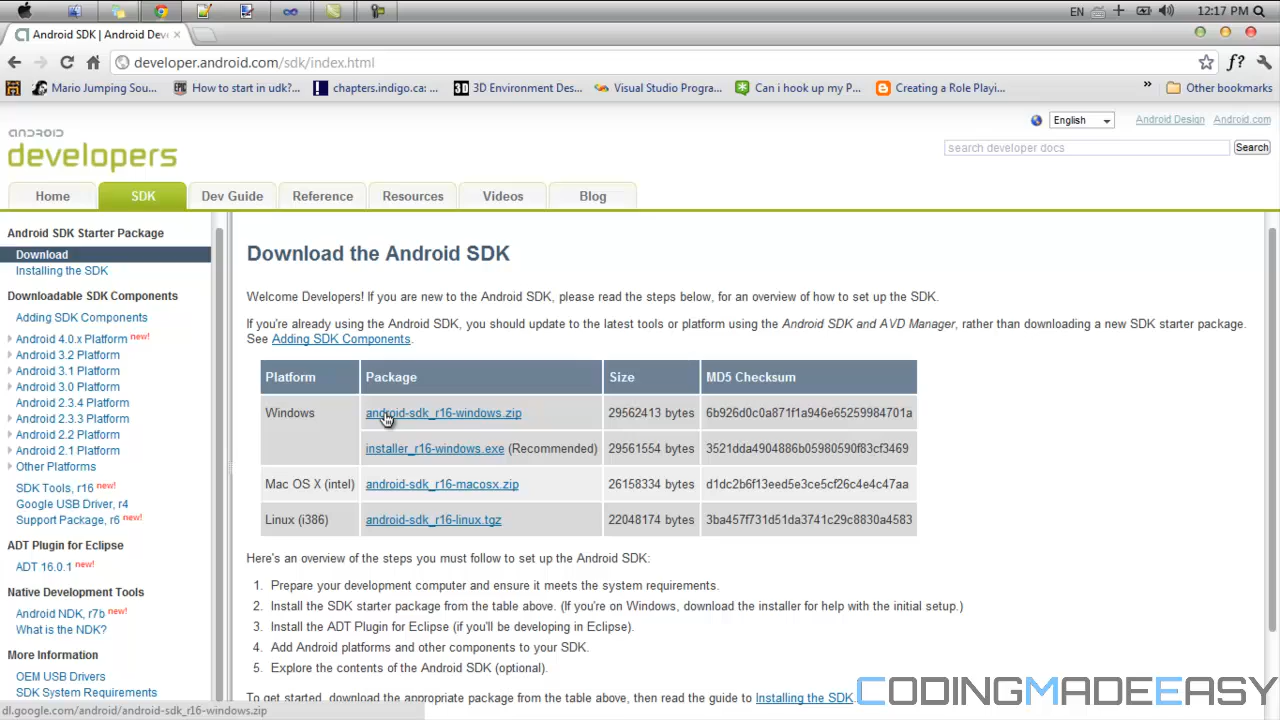 EN 12:17 PM
Android SDK | Android Dev
developer.android.com/sdk/index.html
Mario Jumping Sou... How to start in udk?... chapters.indigo.ca: ... 3D Environment Des... Visual Studio Progra... Can i hook up my P... Creating a Role Playi... » Other bookmarks
English Android Design Android.com
android
developers
search developer docs Search
Home SDK Dev Guide Reference Resources Videos Blog
Android SDK Starter Package
Download
Installing the SDK
Downloadable SDK Components
Adding SDK Components
Android 4.0.x Platform new!
Android 3.2 Platform
Android 3.1 Platform
Android 3.0 Platform
Android 2.3.4 Platform
Android 2.3.3 Platform
Android 2.2 Platform
Android 2.1 Platform
Other Platforms
SDK Tools, r16 new!
Google USB Driver, r4
Support Package, r6 new!
ADT Plugin for Eclipse
ADT 16.0.1 new!
Native Development Tools
Android NDK, r7b new!
What is the NDK?
More Information
OEM USB Drivers
SDK System Requirements
dl.google.com/android/android-sdk_r16-windows.zip
Download the Android SDK
Welcome Developers! If you are new to the Android SDK, please read the steps below, for an overview of how to set up the SDK.
If you're already using the Android SDK, you should update to the latest tools or platform using the Android SDK and AVD Manager, rather than downloading a new SDK starter package.
See Adding SDK Components.
Platform Package Size MD5 Checksum
Windows android-sdk_r16-windows.zip 29562413 bytes 6b926d0c0a871f1a946e65259984701a
installer_r16-windows.exe (Recommended) 29561554 bytes 3521dda4904886b05980590f83cf3469
Mac OS X (intel) android-sdk_r16-macosx.zip 26158334 bytes d1dc2b6f13eed5e3ce5cf26c4e4c47aa
Linux (i386) android-sdk_r16-linux.tgz 22048174 bytes 3ba457f731d51da3741c29c8830a4583
Here's an overview of the steps you must follow to set up the Android SDK:
1. Prepare your development computer and ensure it meets the system requirements.
2. Install the SDK starter package from the table above. (If you're on Windows, download the installer for help with the initial setup.)
3. Install the ADT Plugin for Eclipse (if you'll be developing in Eclipse).
4. Add Android platforms and other components to your SDK.
5. Explore the contents of the Android SDK (optional).
To get started, download the appropriate package from the table above, then read the guide to Installing the SDK.
CODINGMADEEASY